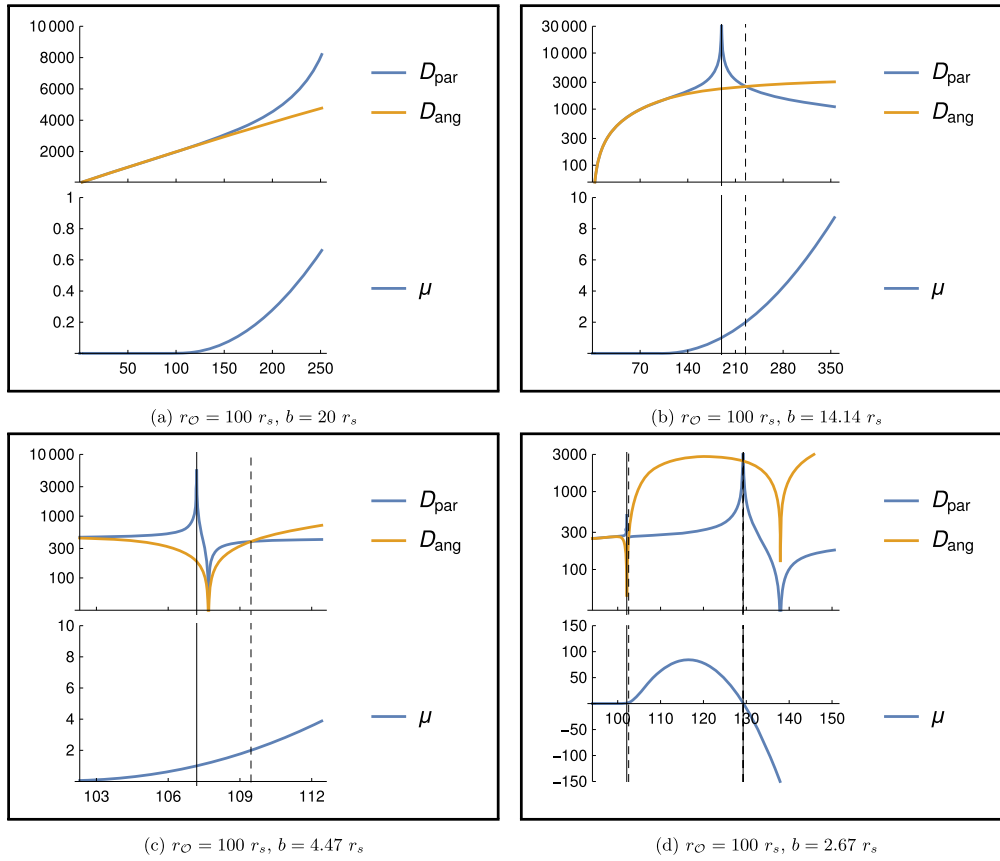 10 000
8000
6000
4000
2000
D_par
D_ang
1
0.8
0.6
0.4
0.2
μ
50 100 150 200 250
(a) r_𝒪 = 100 r_s, b = 20 r_s
30 000
10 000
3000
1000
300
100
D_par
D_ang
10
8
6
4
2
μ
70 140 210 280 350
(b) r_𝒪 = 100 r_s, b = 14.14 r_s
10 000
3000
1000
300
100
D_par
D_ang
10
8
6
4
2
μ
103 106 109 112
(c) r_𝒪 = 100 r_s, b = 4.47 r_s
3000
1000
300
100
D_par
D_ang
150
100
50
100 110 120 130 140 150
−50
−100
−150
μ
(d) r_𝒪 = 100 r_s, b = 2.67 r_s